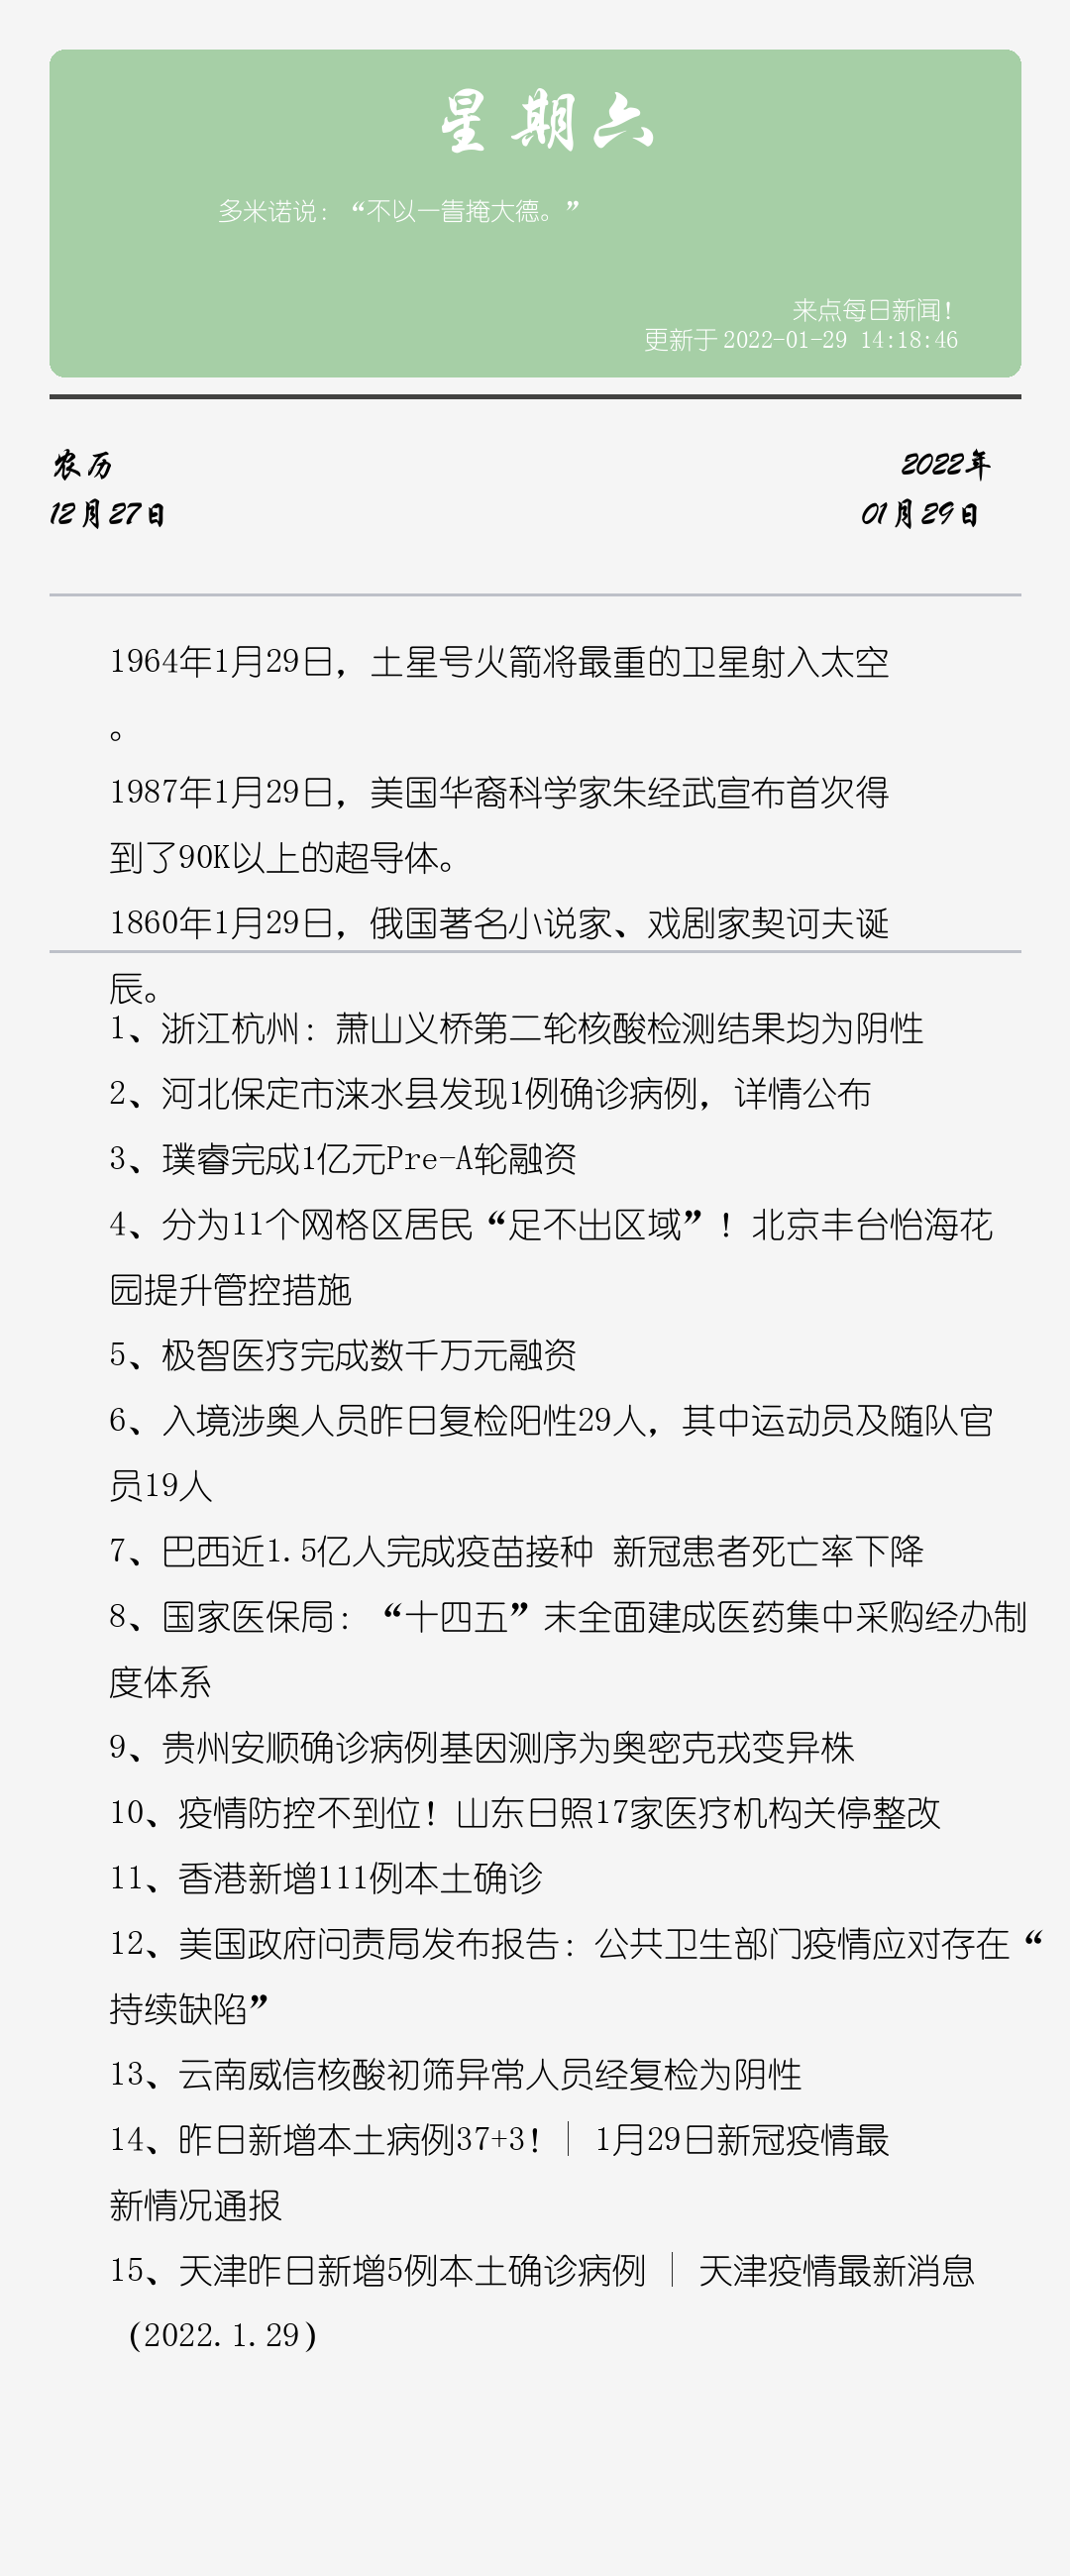 星期六
多米诺说：“不以一眚掩大德。”
来点每日新闻！
更新于 2022-01-29 14:18:46
农历
2022年
12月27日
01月29日
1964年1月29日，土星号火箭将最重的卫星射入太空
。
1987年1月29日，美国华裔科学家朱经武宣布首次得
到了90K以上的超导体。
1860年1月29日，俄国著名小说家、戏剧家契诃夫诞
辰。
1、浙江杭州：萧山义桥第二轮核酸检测结果均为阴性
2、河北保定市涞水县发现1例确诊病例，详情公布
3、璞睿完成1亿元Pre-A轮融资
4、分为11个网格区居民“足不出区域”！北京丰台怡海花
园提升管控措施
5、极智医疗完成数千万元融资
6、入境涉奥人员昨日复检阳性29人，其中运动员及随队官
员19人
7、巴西近1.5亿人完成疫苗接种 新冠患者死亡率下降
8、国家医保局：“十四五”末全面建成医药集中采购经办制
度体系
9、贵州安顺确诊病例基因测序为奥密克戎变异株
10、疫情防控不到位！山东日照17家医疗机构关停整改
11、香港新增111例本土确诊
12、美国政府问责局发布报告：公共卫生部门疫情应对存在“
持续缺陷”
13、云南威信核酸初筛异常人员经复检为阴性
14、昨日新增本土病例37+3！｜ 1月29日新冠疫情最
新情况通报
15、天津昨日新增5例本土确诊病例 ｜ 天津疫情最新消息
（2022.1.29）